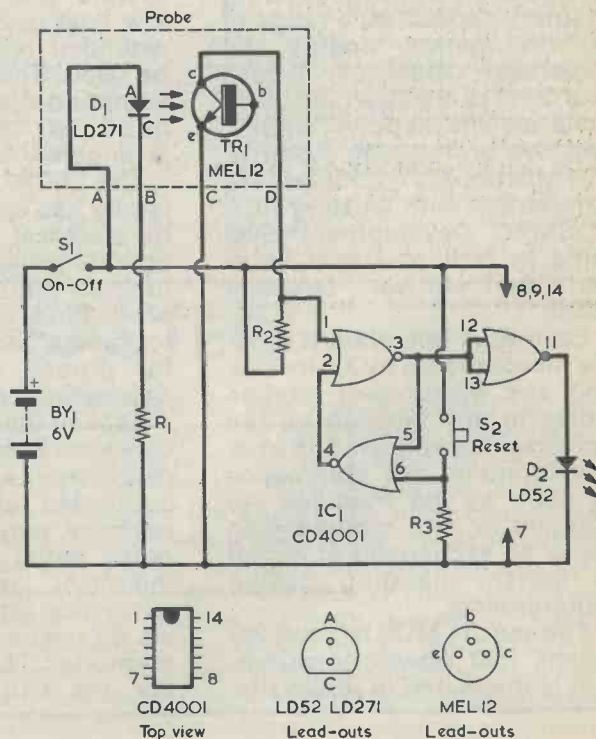 Probe
A
D1
LD271
C
c
b
e
TR1
MEL12
A
B
C
D
S1
On-Off
8,9,14
R2
1
2
3
12
13
11
BY1
6V
+
R1
4
5
6
S2
Reset
D2
LD52
IC1
CD4001
R3
7
1
14
7
8
CD4001
Top view
A
C
LD52 LD271
Lead-outs
b
e
c
MEL12
Lead-outs